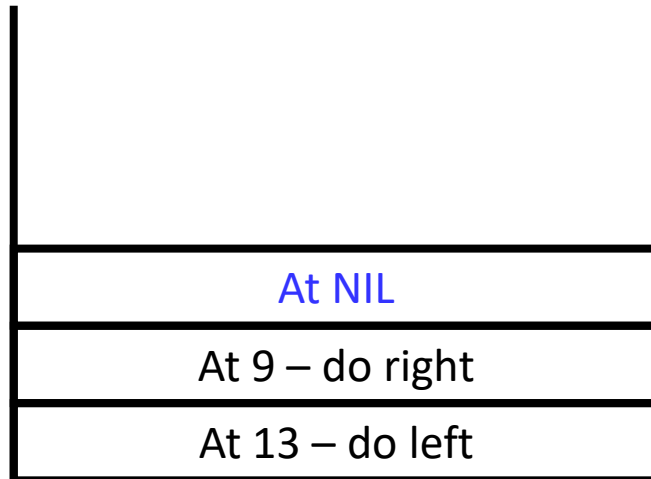 At NIL
At 9 – do right
At 13 – do left